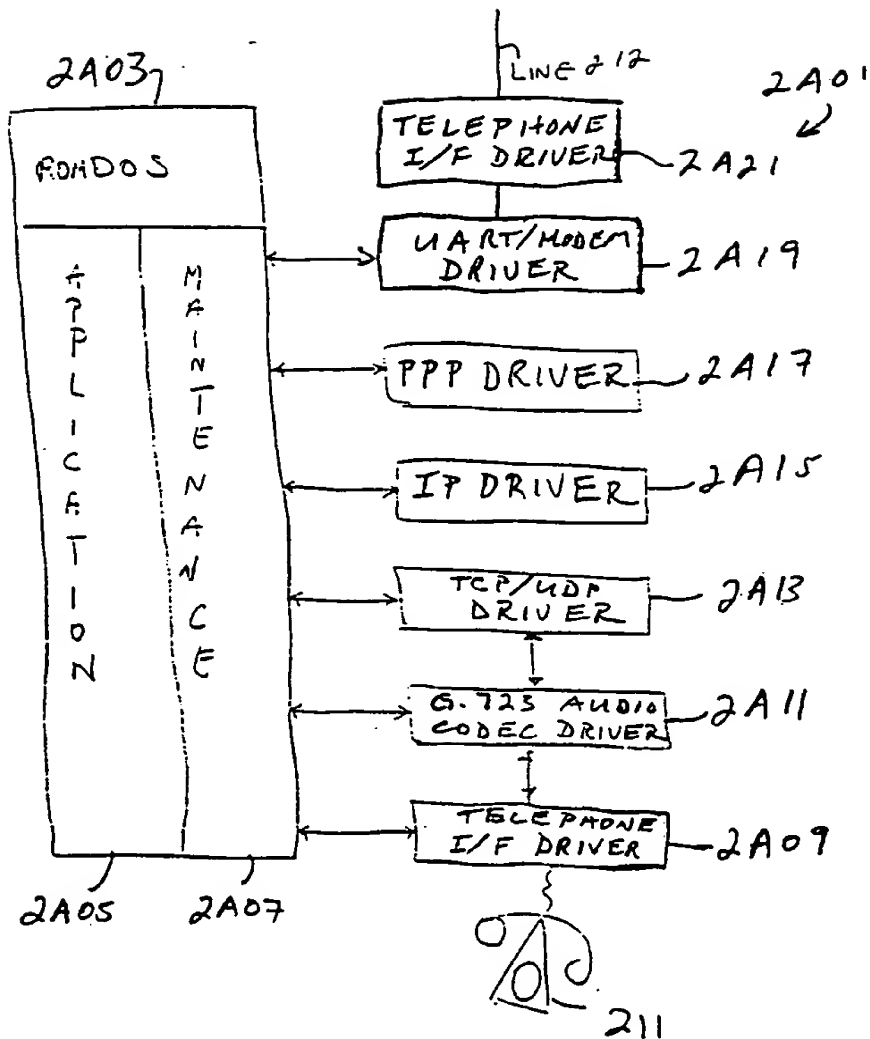 LINE 212
2A01
2A03
TELEPHONE
I/F DRIVER
2A21
ROMDOS
UART/MODEM
DRIVER
2A19
APPLICATION
MAINTENANCE
PPP DRIVER
2A17
IP DRIVER
2A15
TCP/UDP
DRIVER
2A13
G.723 AUDIO
CODEC DRIVER
2A11
TELEPHONE
I/F DRIVER
2A09
2A05
2A07
211